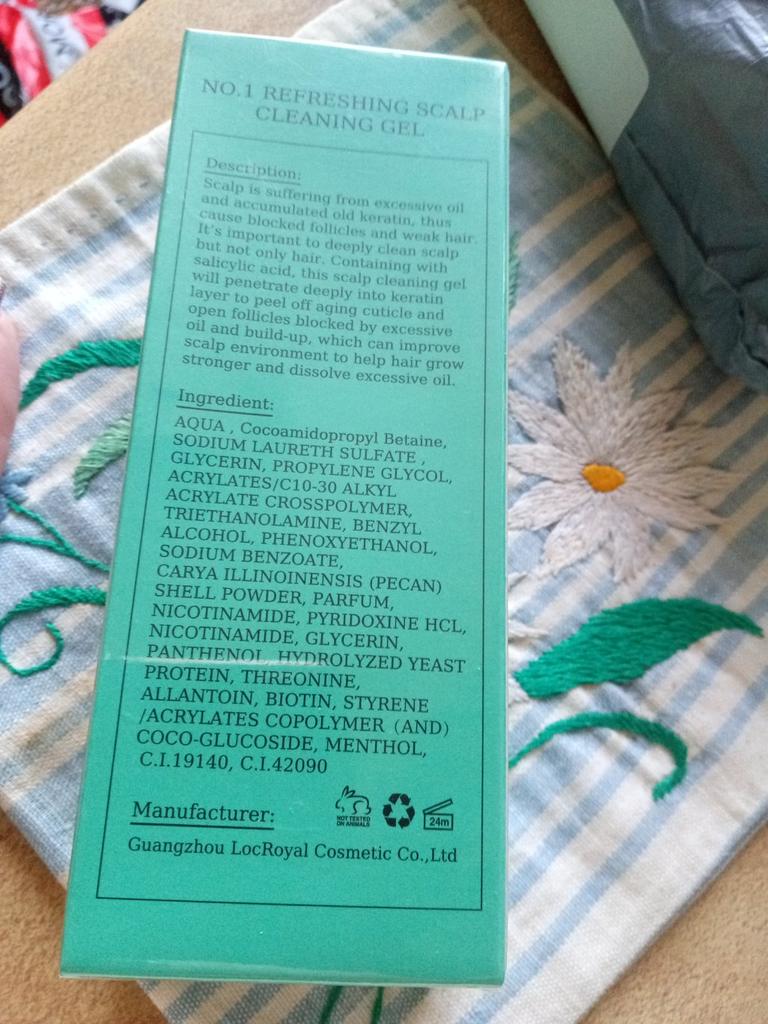 NO.1 REFRESHING SCALP
CLEANING GEL
Description:
Scalp is suffering from excessive oil
and accumulated old keratin, thus
cause blocked follicles and weak hair.
It's important to deeply clean scalp
but not only hair. Containing with
salicylic acid, this scalp cleaning gel
will penetrate deeply into keratin
layer to peel off aging cuticle and
open follicles blocked by excessive
oil and build-up, which can improve
scalp environment to help hair grow
stronger and dissolve excessive oil.
Ingredient:
AQUA , Cocoamidopropyl Betaine,
SODIUM LAURETH SULFATE ,
GLYCERIN, PROPYLENE GLYCOL,
ACRYLATES/C10-30 ALKYL
ACRYLATE CROSSPOLYMER,
TRIETHANOLAMINE, BENZYL
ALCOHOL, PHENOXYETHANOL,
SODIUM BENZOATE,
CARYA ILLINOINENSIS (PECAN)
SHELL POWDER, PARFUM,
NICOTINAMIDE, PYRIDOXINE HCL,
NICOTINAMIDE, GLYCERIN,
PANTHENOL, HYDROLYZED YEAST
PROTEIN, THREONINE,
ALLANTOIN, BIOTIN, STYRENE
/ACRYLATES COPOLYMER (AND)
COCO-GLUCOSIDE, MENTHOL,
C.I.19140, C.I.42090
Manufacturer:
NOT TESTED
ON ANIMALS
24m
Guangzhou LocRoyal Cosmetic Co.,Ltd